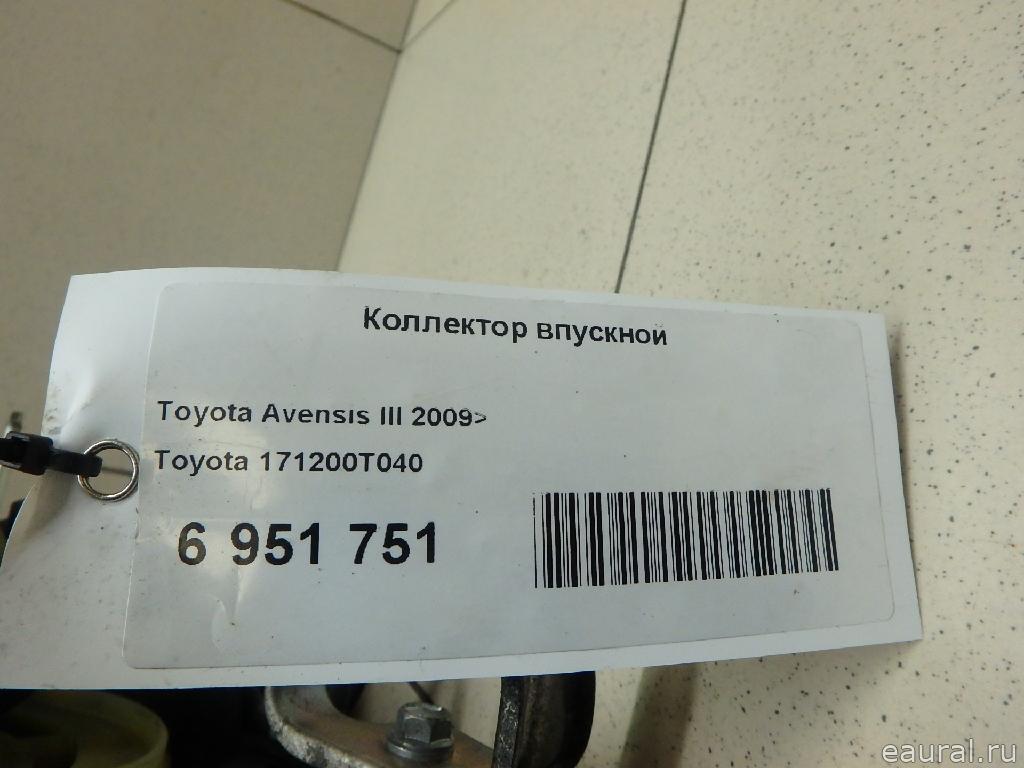 Коллектор впускной
Toyota Avensis III 2009>
Toyota 171200T040
6 951 751
eaural.ru